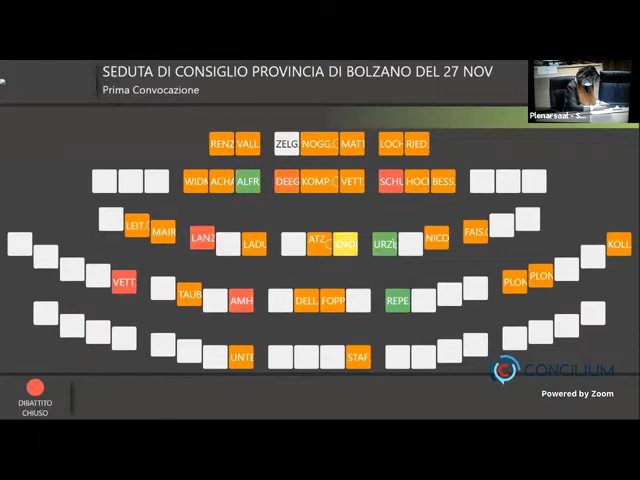 SEDUTA DI CONSIGLIO PROVINCIA DI BOLZANO DEL 27 NOV
Prima Convocazione
Plenarsaal - S...
RENZ VALL. ZELG. NOGG. MATT LOCH RIED.
WIDM ACHA ALFR DEEG KOMP. VETT. SCHU HOCH BESS.
LEIT. MAIR LANZ LADU ATZ KNOL URZI NICO FAIS. KOLL
VETT. TAUB AMH DELL. FOPP REPE PLON PLON
UNTE STAF.
CONCILIUM
Powered by Zoom
DIBATTITO
CHIUSO